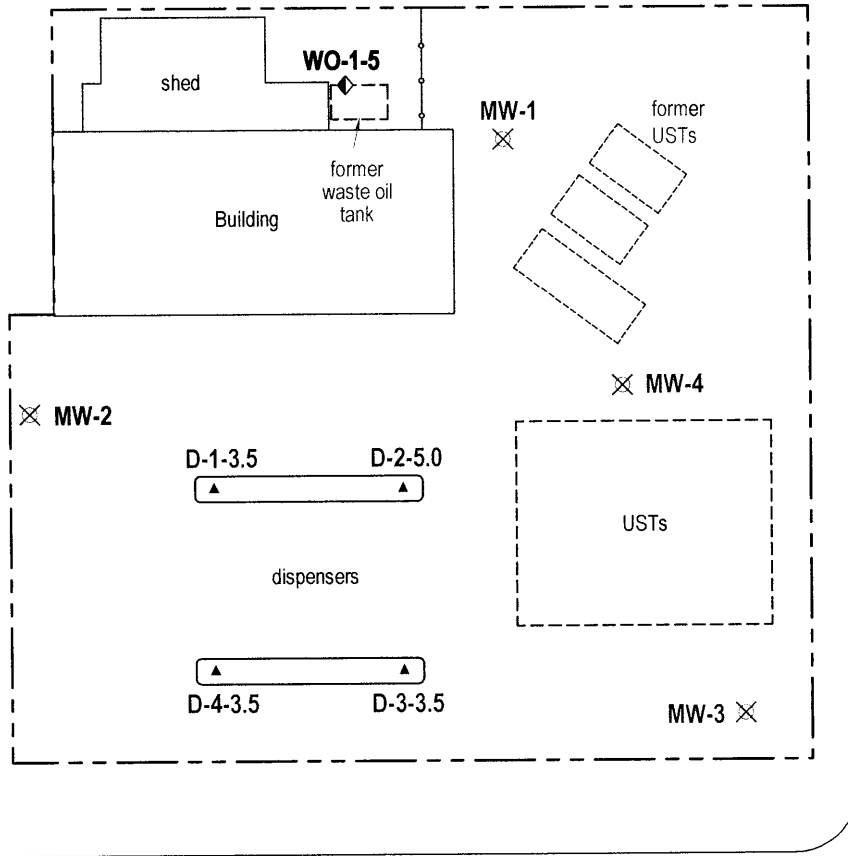 WO-1-5
shed
MW-1
former
USTs
former
waste oil
tank
Building
MW-4
MW-2
D-1-3.5
D-2-5.0
USTs
dispensers
D-4-3.5
D-3-3.5
MW-3